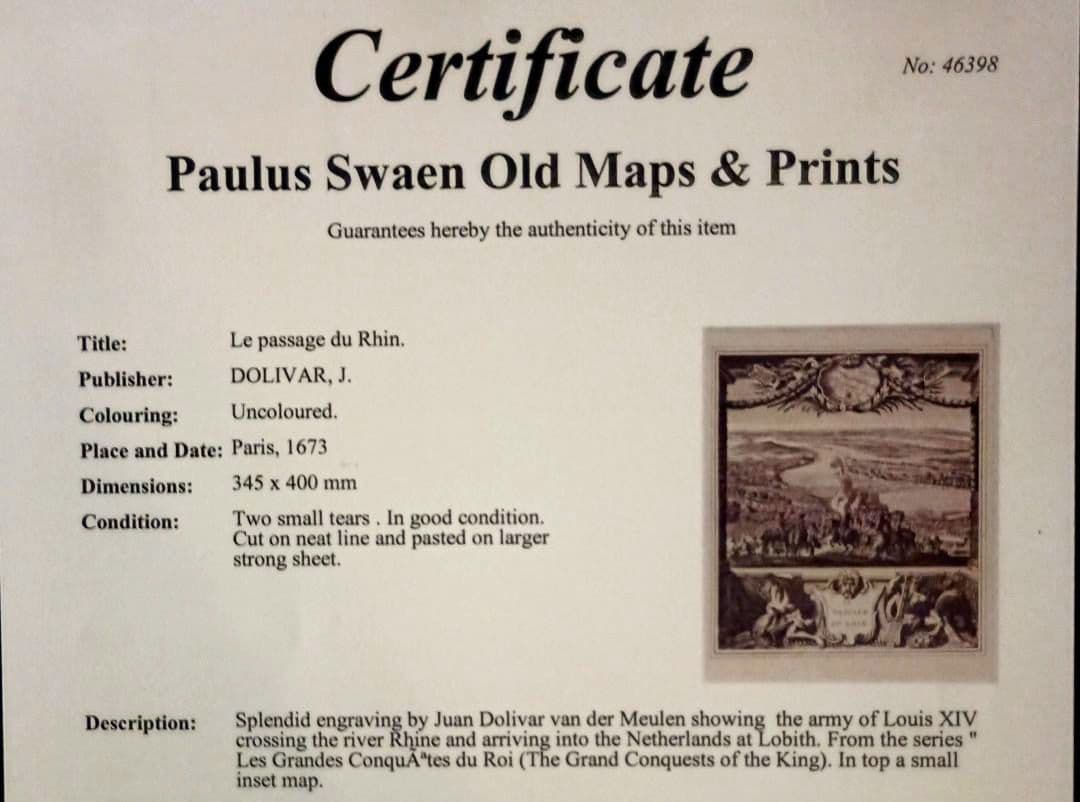 Certificate
No: 46398
Paulus Swaen Old Maps & Prints
Guarantees hereby the authenticity of this item
Title: Le passage du Rhin.
Publisher: DOLIVAR, J.
Colouring: Uncoloured.
Place and Date: Paris, 1673
Dimensions: 345 x 400 mm
Condition: Two small tears . In good condition.
Cut on neat line and pasted on larger
strong sheet.
Description: Splendid engraving by Juan Dolivar van der Meulen showing the army of Louis XIV
crossing the river Rhine and arriving into the Netherlands at Lobith. From the series "
Les Grandes ConquÃªtes du Roi (The Grand Conquests of the King). In top a small
inset map.